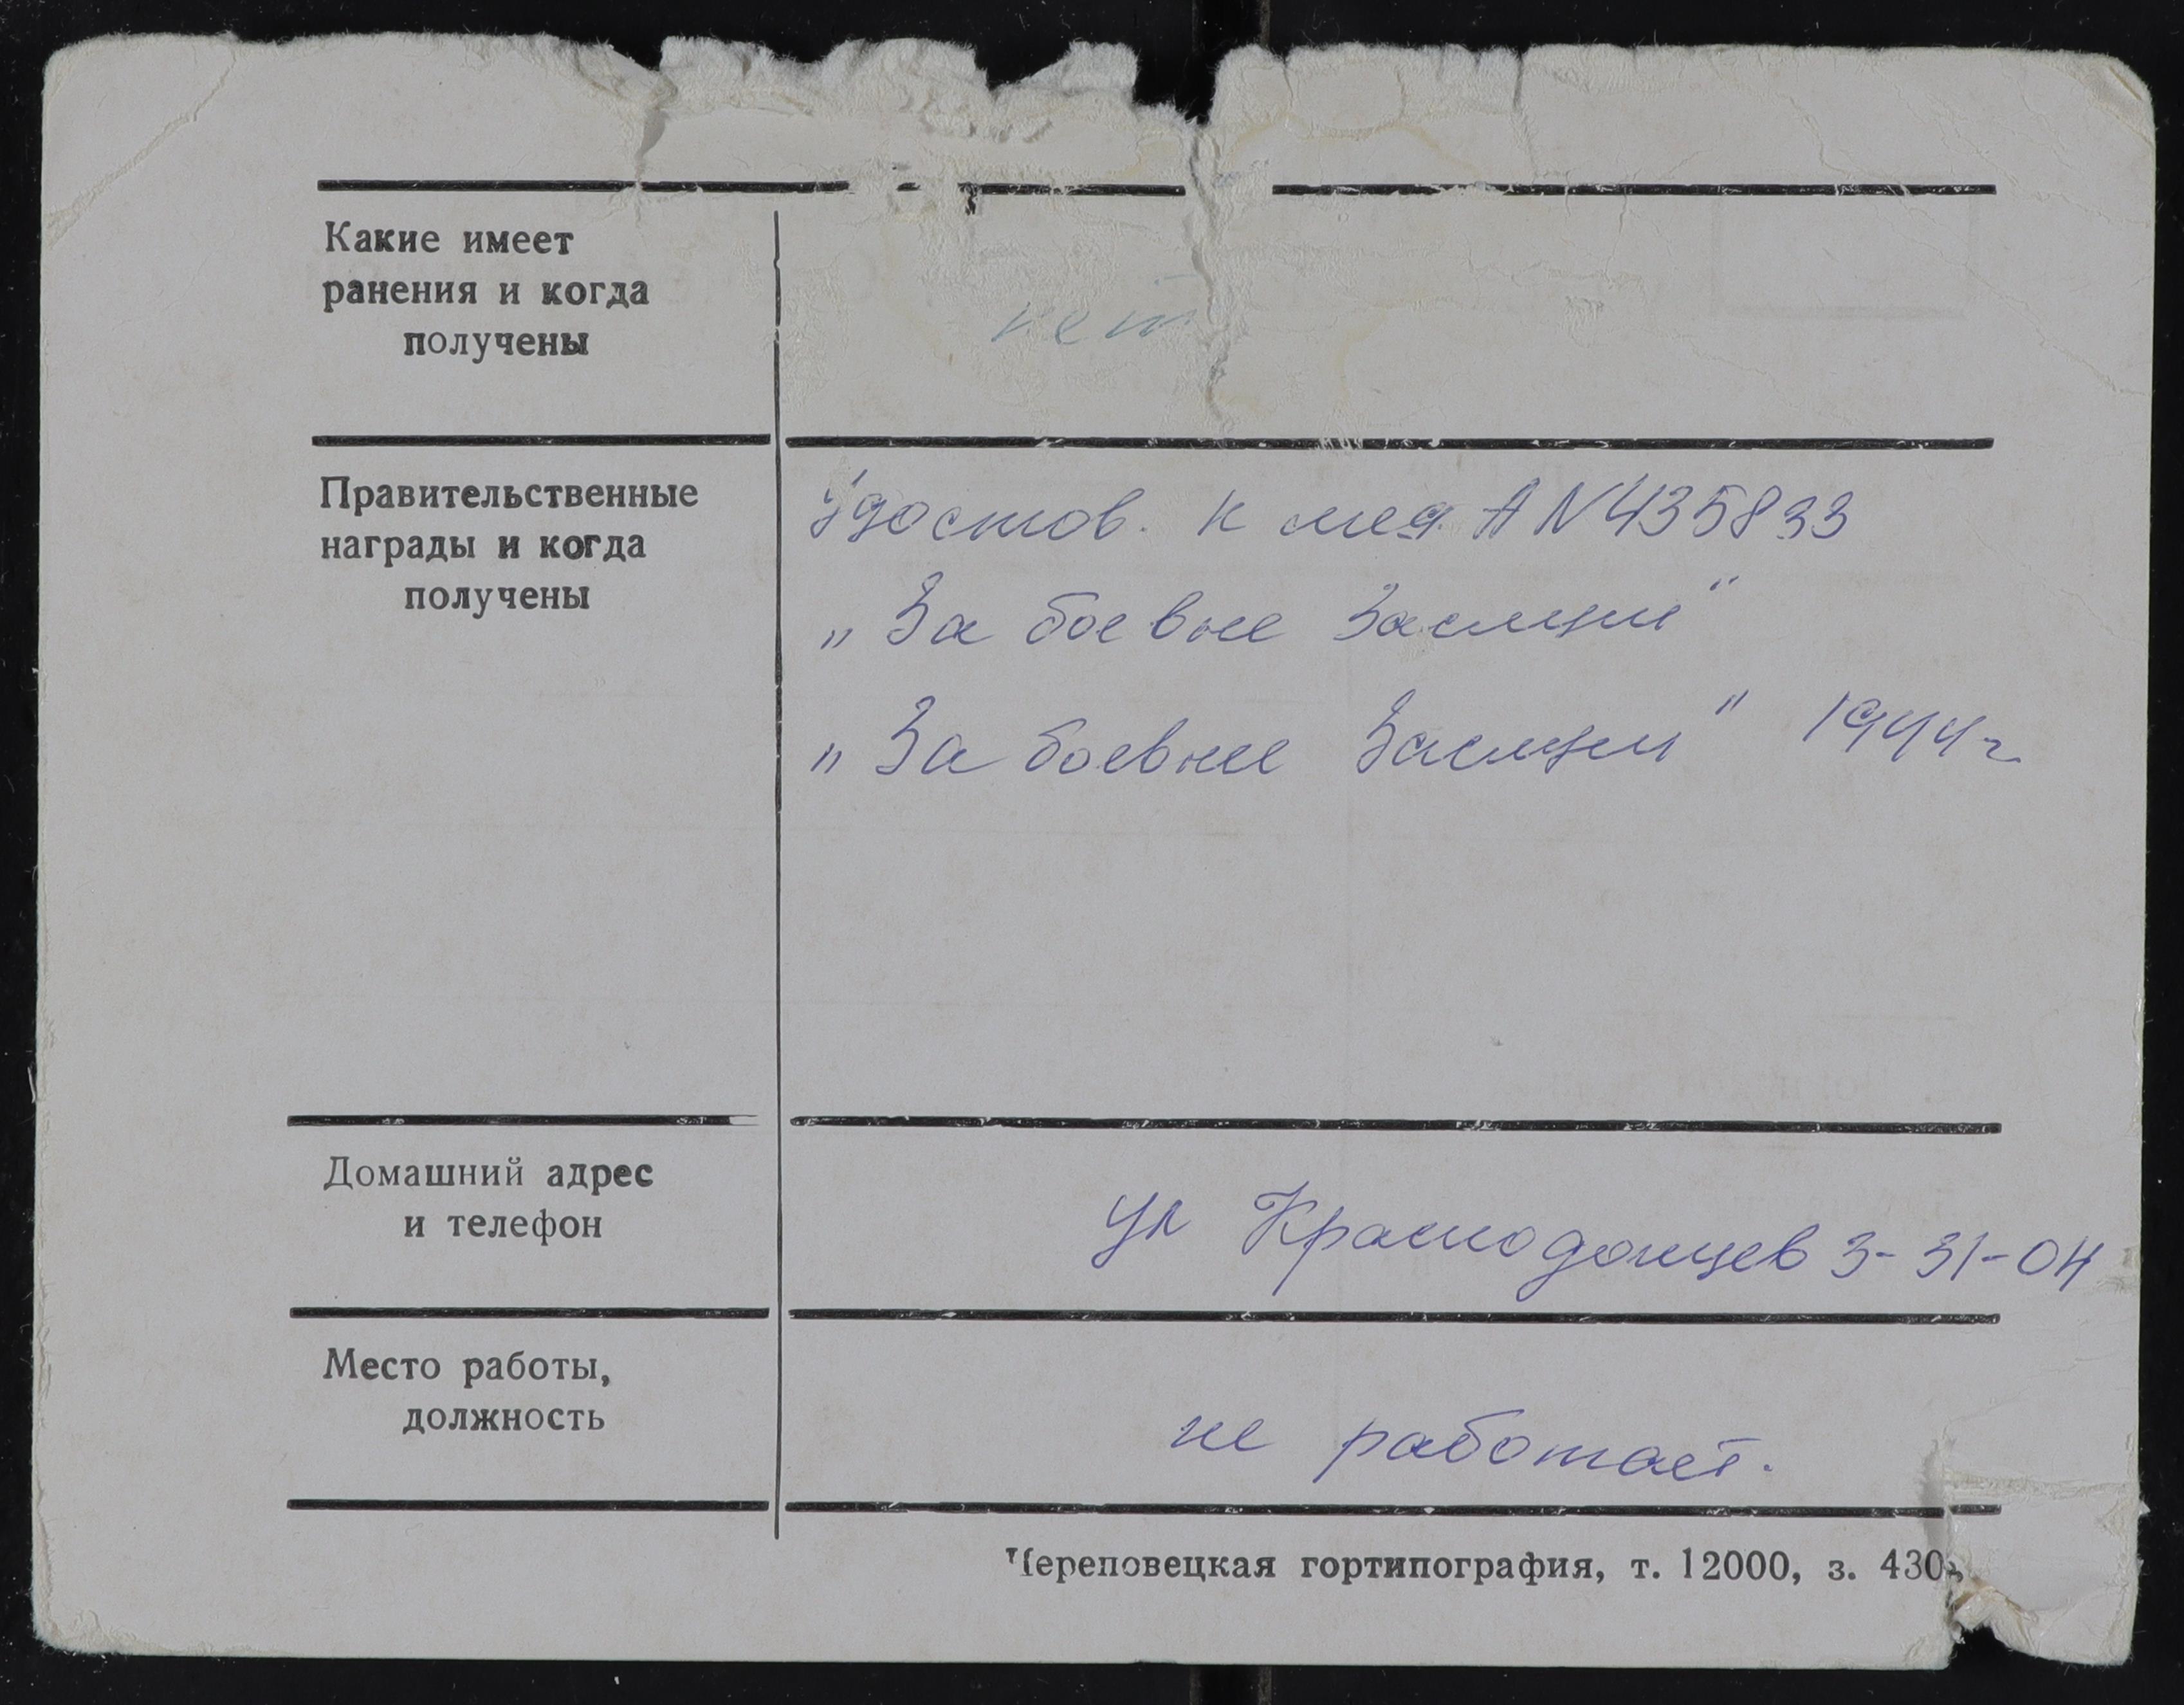 Какие имеет
ранения и когда
получены
нет
Правительственные
награды и когда
получены
Удостов. к мед. А N 435833
„За боевые Заслуги"
„За боевые Заслуги" 1944 г
Домашний адрес
и телефон
ул Краснодонцев 3-31-04
Место работы,
должность
не работает.
Череповецкая гортипография, т. 12000, з. 430